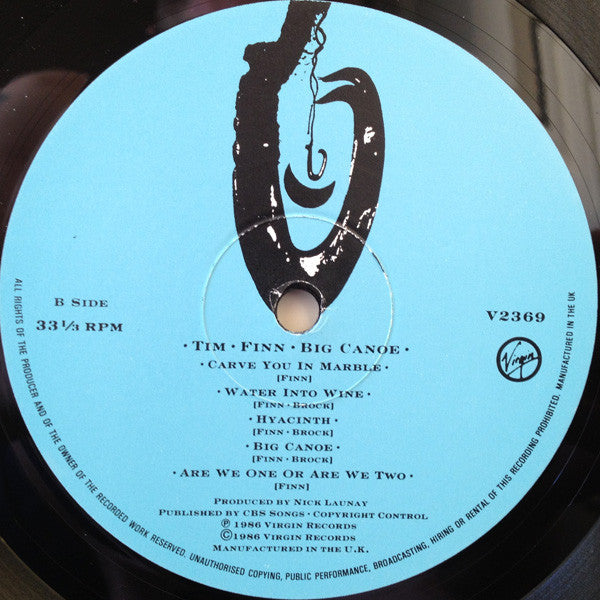 B Side
33 1/3 RPM
V2369
Virgin
· Tim · Finn · Big Canoe ·
· Carve You In Marble ·
[Finn]
· Water Into Wine ·
[Finn · Brock]
· Hyacinth ·
[Finn · Brock]
· Big Canoe ·
[Finn · Brock]
· Are We One Or Are We Two ·
[Finn]
Produced by Nick Launay
Published by CBS Songs · Copyright Control
℗ 1986 Virgin Records
© 1986 Virgin Records
Manufactured in the U.K.
ALL RIGHTS OF THE PRODUCER AND OF THE OWNER OF THE RECORDED WORK RESERVED. UNAUTHORISED COPYING, PUBLIC PERFORMANCE, BROADCASTING, HIRING OR RENTAL OF THIS RECORDING PROHIBITED. MANUFACTURED IN THE UK